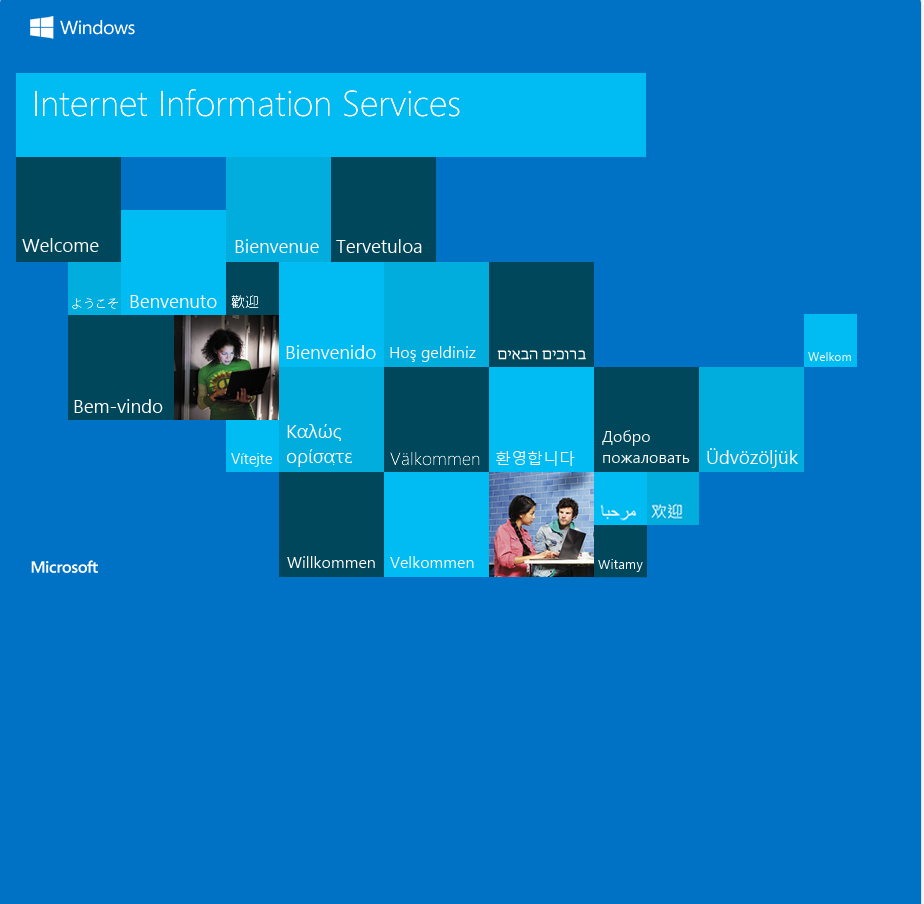 Windows
Internet Information Services
Welcome
Bienvenue
Tervetuloa
ようこそ
Benvenuto
歡迎
Bienvenido
Hoş geldiniz
ברוכים הבאים
Welkom
Bem-vindo
Vítejte
Καλώς
ορίσατε
Välkommen
환영합니다
Добро
пожаловать
Üdvözöljük
Microsoft
Willkommen
Velkommen
مرحبا
欢迎
Witamy